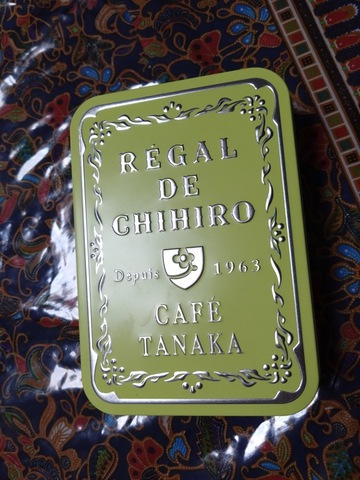 RÉGAL
DE
CHIHIRO
Depuis 1963
CAFÉ
TANAKA